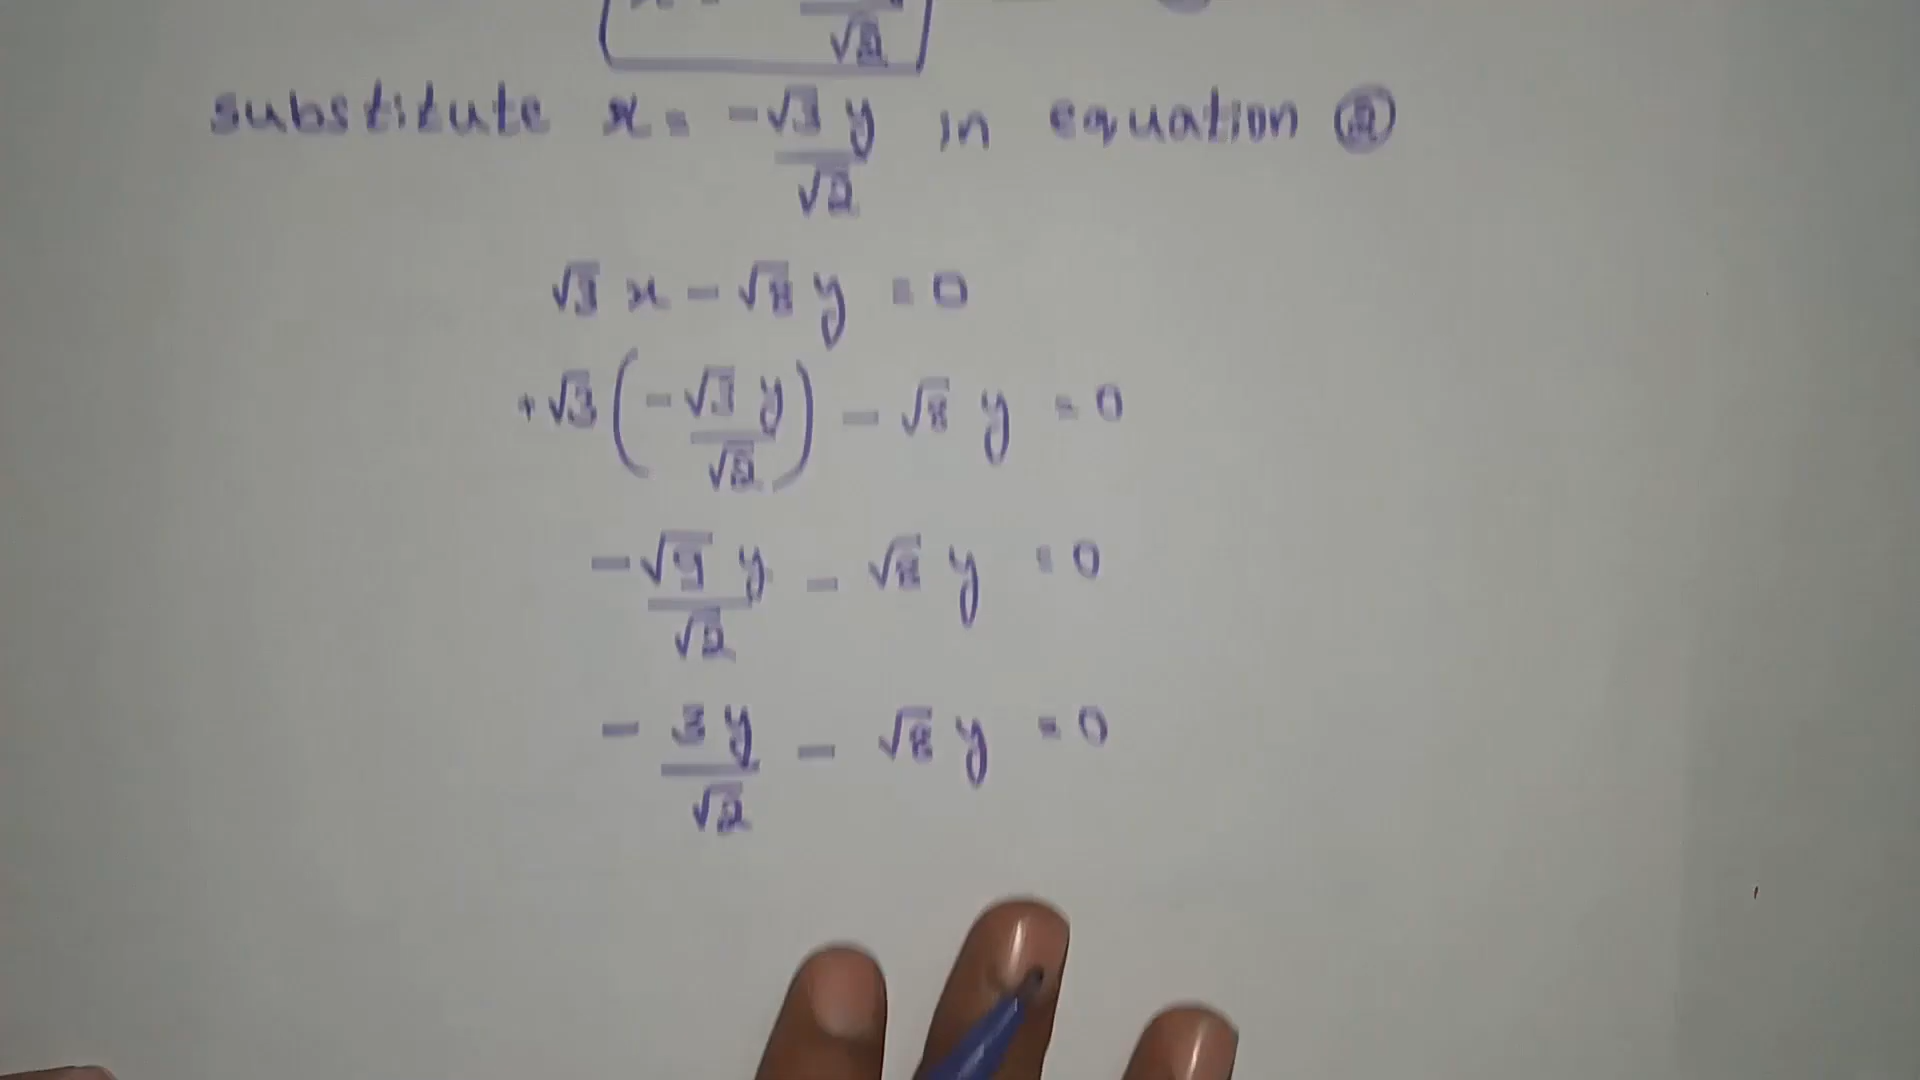 √2
substitute x = -√3 y / √2 in equation ②
√3 x - √8 y = 0
+√3 ( -√3 y / √2 ) - √8 y = 0
-√9 y / √2 - √8 y = 0
- 3y / √2 - √8 y = 0